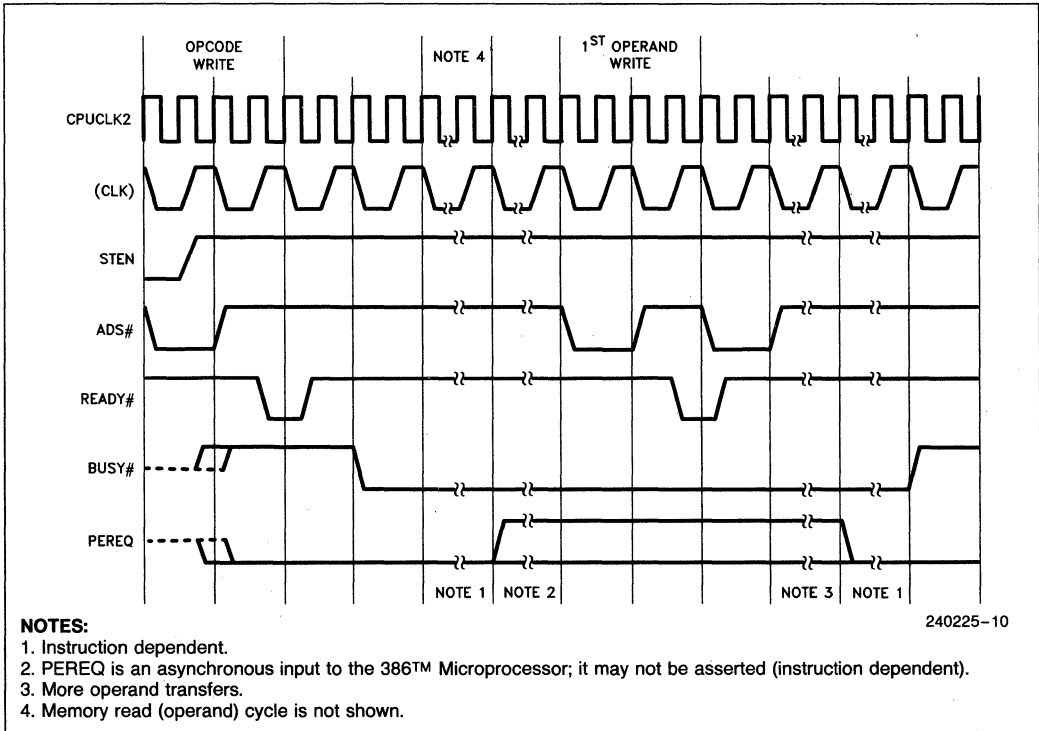 OPCODE
WRITE
NOTE 4
1ST OPERAND
WRITE
CPUCLK2
(CLK)
STEN
ADS#
READY#
BUSY#
PEREQ
NOTE 1 NOTE 2 NOTE 3 NOTE 1
240225-10
NOTES:
1. Instruction dependent.
2. PEREQ is an asynchronous input to the 386™ Microprocessor; it may not be asserted (instruction dependent).
3. More operand transfers.
4. Memory read (operand) cycle is not shown.